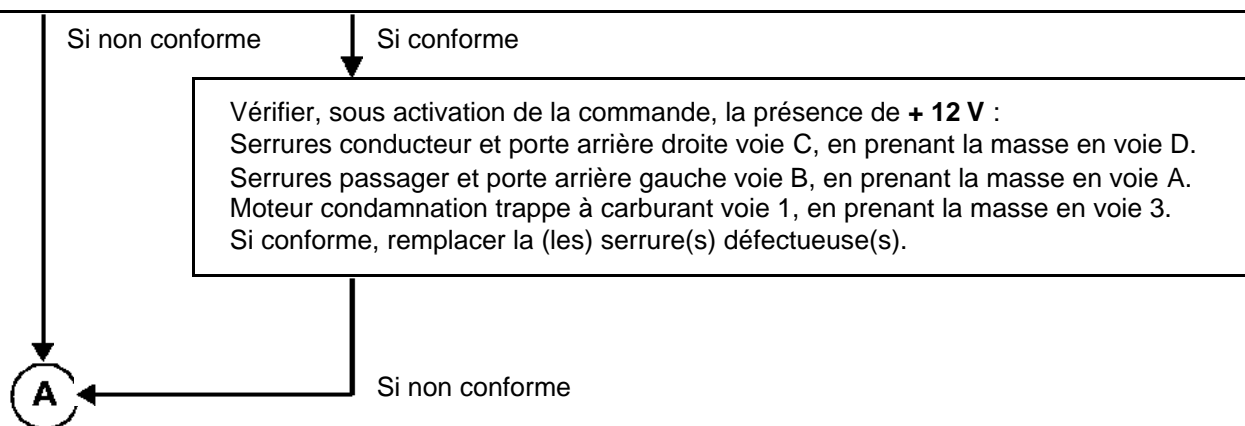 Si non conforme
Si conforme
Vérifier, sous activation de la commande, la présence de + 12 V :
Serrures conducteur et porte arrière droite voie C, en prenant la masse en voie D.
Serrures passager et porte arrière gauche voie B, en prenant la masse en voie A.
Moteur condamnation trappe à carburant voie 1, en prenant la masse en voie 3.
Si conforme, remplacer la (les) serrure(s) défectueuse(s).
A
Si non conforme